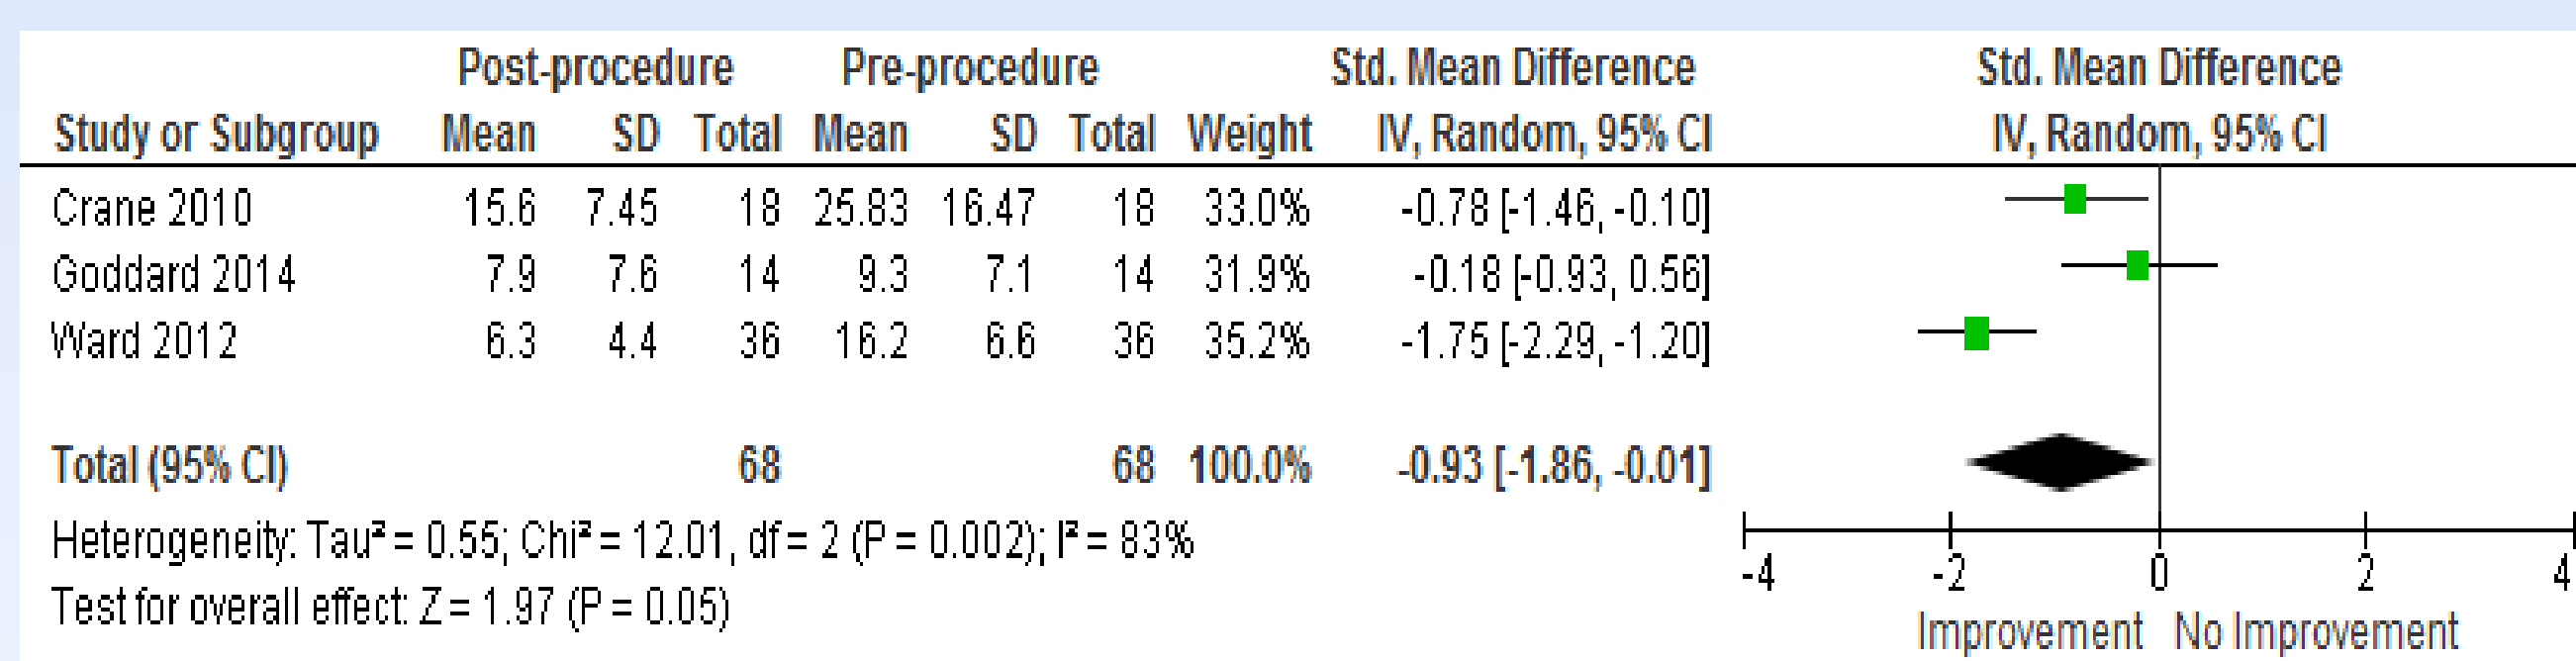 Post-procedure Pre-procedure Std. Mean Difference Std. Mean Difference
Study or Subgroup Mean SD Total Mean SD Total Weight IV, Random, 95% CI IV, Random, 95% CI
Crane 2010 15.6 7.45 18 25.83 16.47 18 33.0% -0.78 [-1.46, -0.10]
Goddard 2014 7.9 7.6 14 9.3 7.1 14 31.9% -0.18 [-0.93, 0.56]
Ward 2012 6.3 4.4 36 16.2 6.6 36 35.2% -1.75 [-2.29, -1.20]
Total (95% CI) 68 68 100.0% -0.93 [-1.86, -0.01]
Heterogeneity: Tau² = 0.55; Chi² = 12.01, df = 2 (P = 0.002); I² = 83%
Test for overall effect: Z = 1.97 (P = 0.05)
-4 -2 0 2 4
Improvement No Improvement